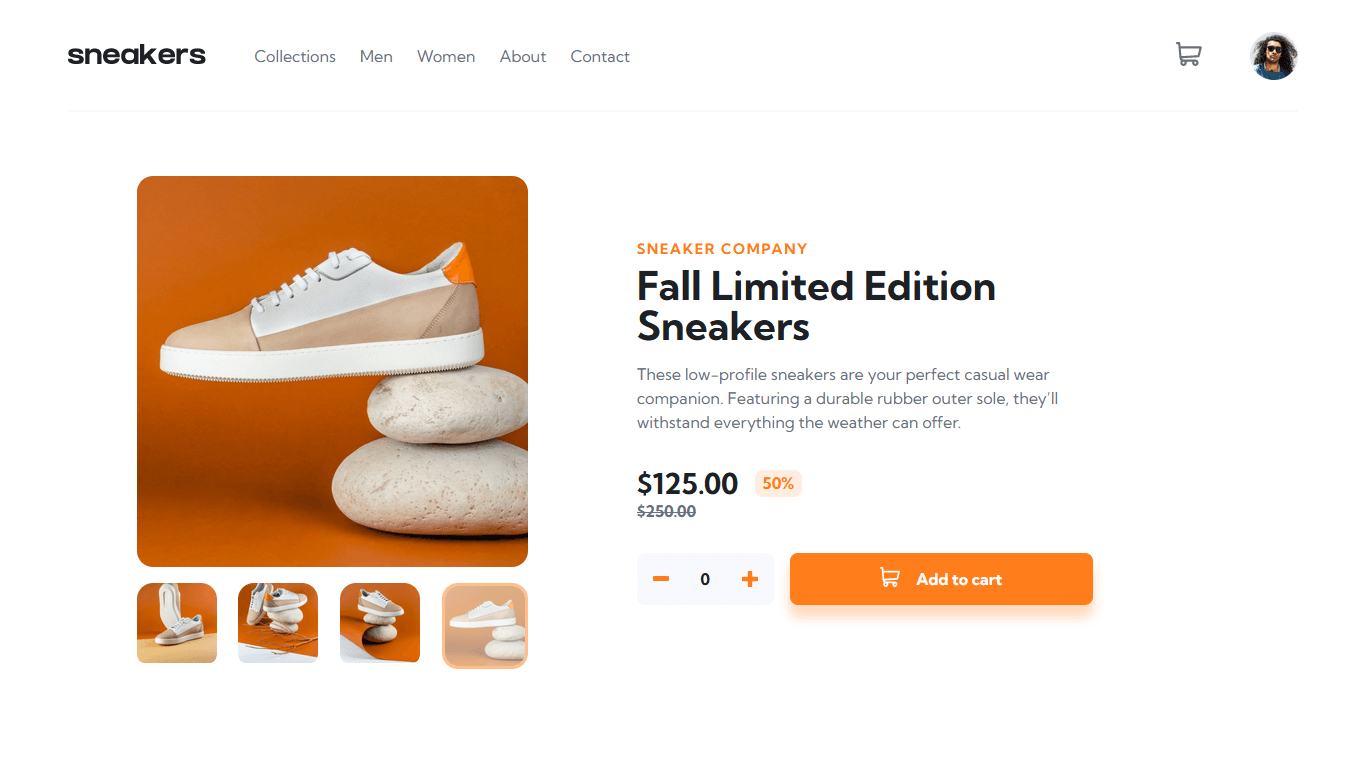 sneakers
Collections Men Women About Contact
SNEAKER COMPANY
Fall Limited Edition
Sneakers
These low-profile sneakers are your perfect casual wear
companion. Featuring a durable rubber outer sole, they’ll
withstand everything the weather can offer.
$125.00 50%
$250.00
0 Add to cart